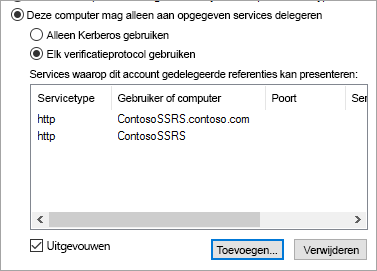 Deze computer mag alleen aan opgegeven services delegeren
Alleen Kerberos gebruiken
Elk verificatieprotocol gebruiken
Services waarop dit account gedelegeerde referenties kan presenteren:
Servicetype Gebruiker of computer Poort Ser
http ContosoSSRS.contoso.com
http ContosoSSRS
Uitgevouwen Toevoegen... Verwijderen